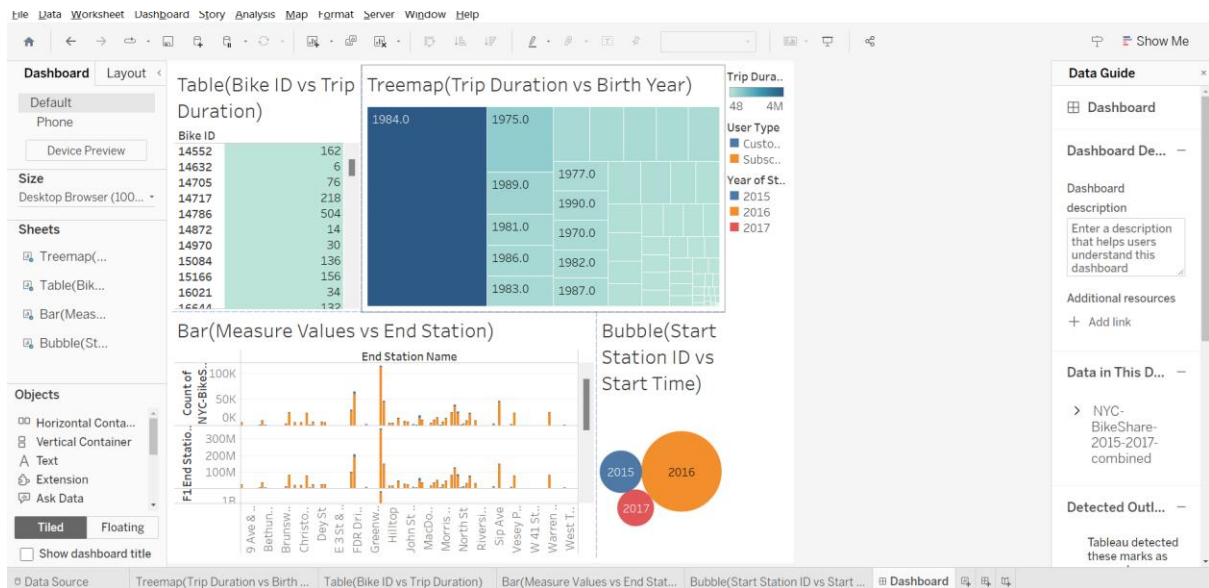 File Data Worksheet Dashboard Story Analysis Map Format Server Window Help
Show Me
Dashboard Layout
Default
Phone
Device Preview
Size
Desktop Browser (100...
Sheets
Treemap(...
Table(Bik...
Bar(Meas...
Bubble(St...
Objects
Horizontal Conta...
Vertical Container
Text
Extension
Ask Data
Tiled Floating
Show dashboard title
Table(Bike ID vs Trip
Duration)
Bike ID
14552 162
14632 6
14705 76
14717 218
14786 504
14872 14
14970 30
15084 136
15166 156
16021 34
16644 132
Treemap(Trip Duration vs Birth Year)
1984.0
1975.0
1989.0
1981.0
1986.0
1983.0
1977.0
1990.0
1970.0
1982.0
1987.0
Trip Dura..
48 4M
User Type
Custo..
Subsc..
Year of St..
2015
2016
2017
Bar(Measure Values vs End Station)
End Station Name
Count of
NYC-BikeS..
100K
50K
0K
F1End Statio..
300M
200M
100M
1B
9 Ave & ..
Bethun..
Brunsw..
Christo..
Dey St
E 3 St & ..
FDR Dri..
Greenw..
Hilltop
John St ..
MacDo..
Morris ..
North St
Riversi..
Sip Ave
Vesey P..
W 41 St..
Warren ..
West T..
Bubble(Start
Station ID vs
Start Time)
2015
2016
2017
Data Guide
Dashboard
Dashboard De...
Dashboard
description
Enter a description
that helps users
understand this
dashboard
Additional resources
+ Add link
Data in This D...
NYC-
BikeShare-
2015-2017-
combined
Detected Outl...
Tableau detected
these marks as
Data Source Treemap(Trip Duration vs Birth ... Table(Bike ID vs Trip Duration) Bar(Measure Values vs End Stat... Bubble(Start Station ID vs Start ... Dashboard